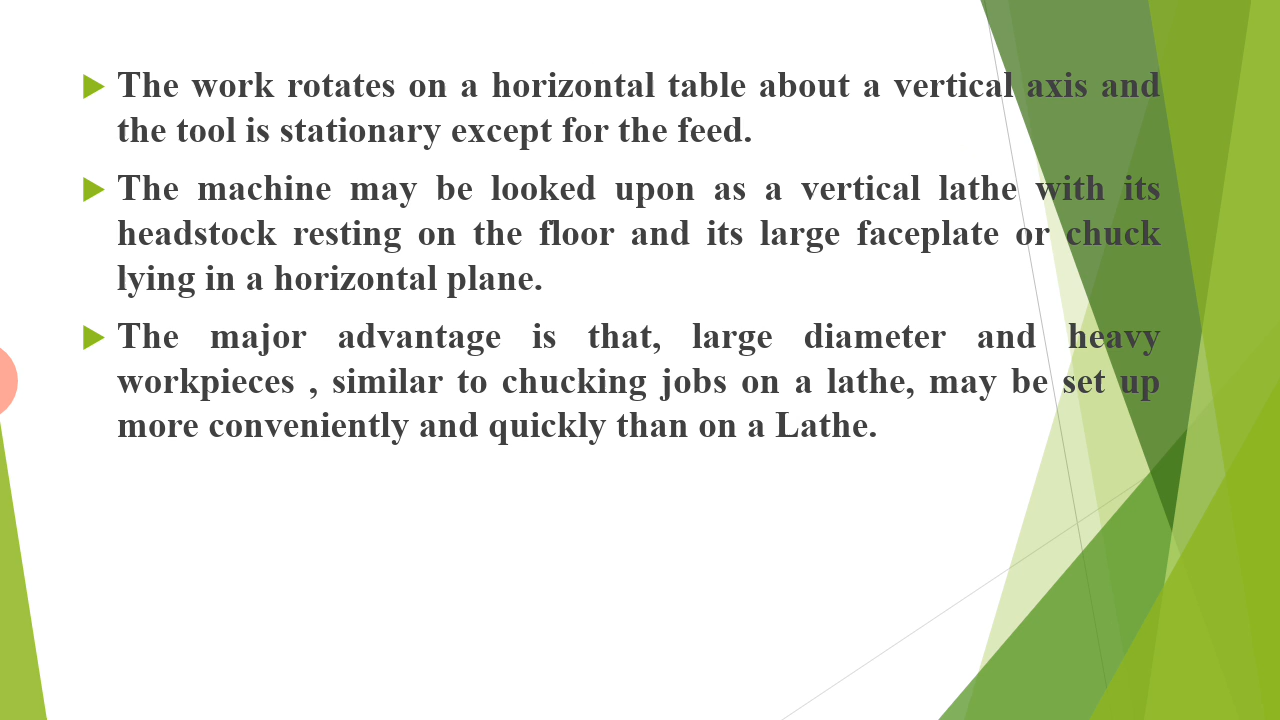 The work rotates on a horizontal table about a vertical axis and
the tool is stationary except for the feed.
The machine may be looked upon as a vertical lathe with its
headstock resting on the floor and its large faceplate or chuck
lying in a horizontal plane.
The major advantage is that, large diameter and heavy
workpieces , similar to chucking jobs on a lathe, may be set up
more conveniently and quickly than on a Lathe.